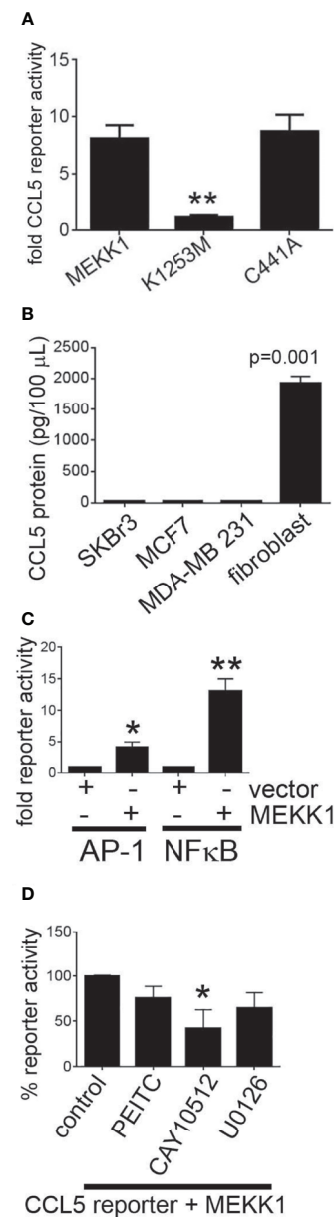 A
fold CCL5 reporter activity
15
10
5
0
**
MEKK1
K1253M
C441A
B
CCL5 protein (pg/100 μL)
2500
2000
1500
1000
500
0
p=0.001
SKBr3
MCF7
MDA-MB 231
fibroblast
C
fold reporter activity
20
15
10
5
0
*
**
+ - + - vector
- + - + MEKK1
AP-1 NFκB
D
% reporter activity
150
100
50
0
*
control
PEITC
CAY10512
U0126
CCL5 reporter + MEKK1